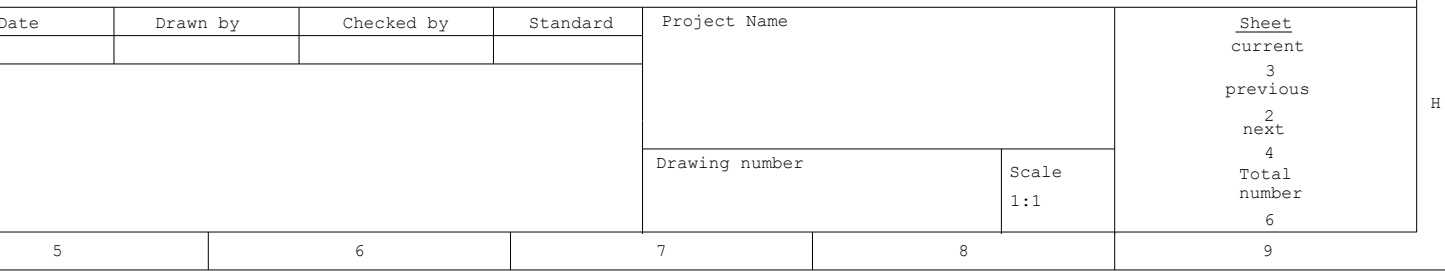 Date Drawn by Checked by Standard Project Name Sheet
current
3
previous
H
2
next
4
Drawing number Scale Total
number
1:1
6
5 6 7 8 9